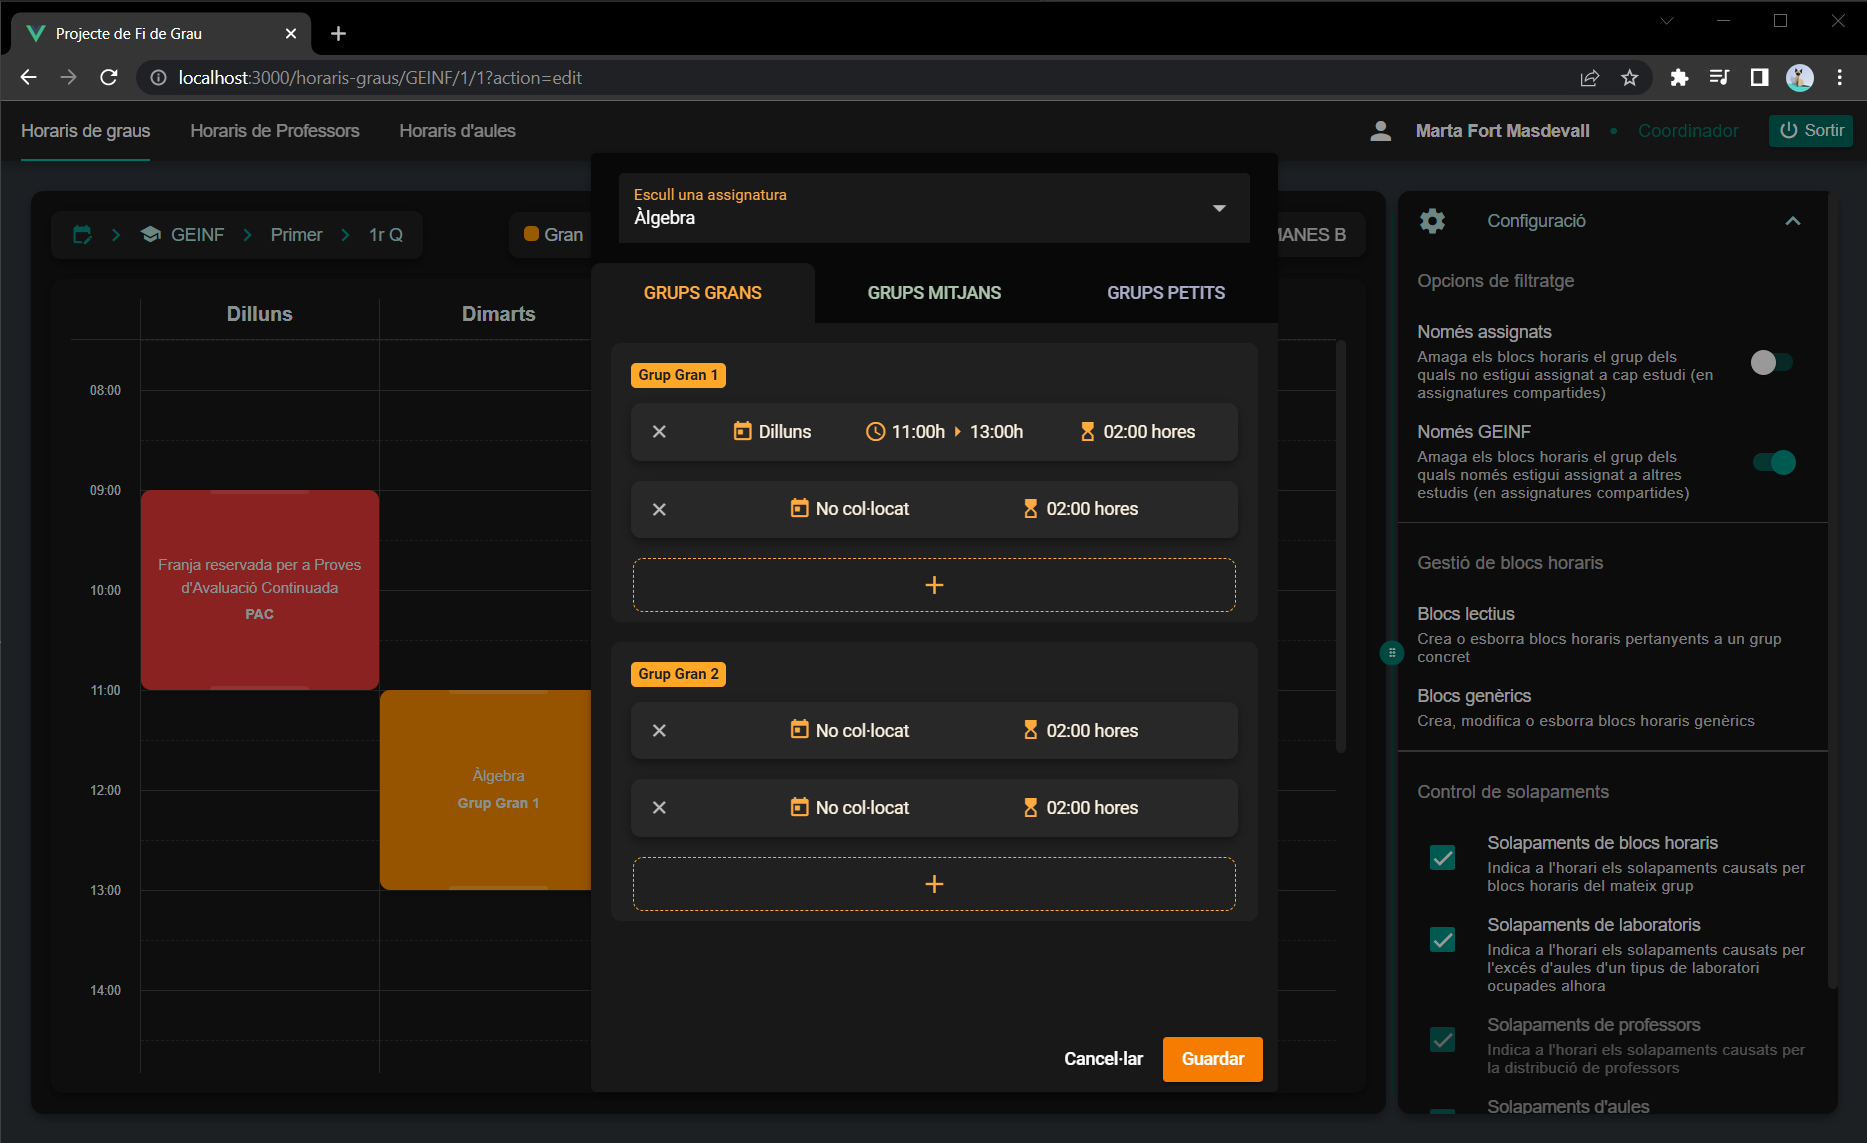 Projecte de Fi de Grau
localhost:3000/horaris-graus/GEINF/1/1?action=edit
Horaris de graus
Horaris de Professors
Horaris d'aules
Marta Fort Masdevall
Coordinador
Sortir
GEINF
Primer
1r Q
Gran
Dilluns
Dimarts
08:00
09:00
10:00
11:00
12:00
13:00
14:00
Franja reservada per a Proves
d'Avaluació Continuada
PAC
Àlgebra
Grup Gran 1
Escull una assignatura
Àlgebra
GRUPS GRANS
GRUPS MITJANS
GRUPS PETITS
Grup Gran 1
Dilluns
11:00h
13:00h
02:00 hores
No col·locat
02:00 hores
Grup Gran 2
No col·locat
02:00 hores
No col·locat
02:00 hores
Cancel·lar
Guardar
B
Configuració
Opcions de filtratge
Només assignats
Amaga els blocs horaris el grup dels
quals no estigui assignat a cap estudi (en
assignatures compartides)
Només GEINF
Amaga els blocs horaris el grup dels
quals només estigui assignat a altres
estudis (en assignatures compartides)
Gestió de blocs horaris
Blocs lectius
Crea o esborra blocs horaris pertanyents a un grup
concret
Blocs genèrics
Crea, modifica o esborra blocs horaris genèrics
Control de solapaments
Solapaments de blocs horaris
Indica a l'horari els solapaments causats per
blocs horaris del mateix grup
Solapaments de laboratoris
Indica a l'horari els solapaments causats per
l'excés d'aules d'un tipus de laboratori
ocupades alhora
Solapaments de professors
Indica a l'horari els solapaments causats per
la distribució de professors
Solapaments d'aules